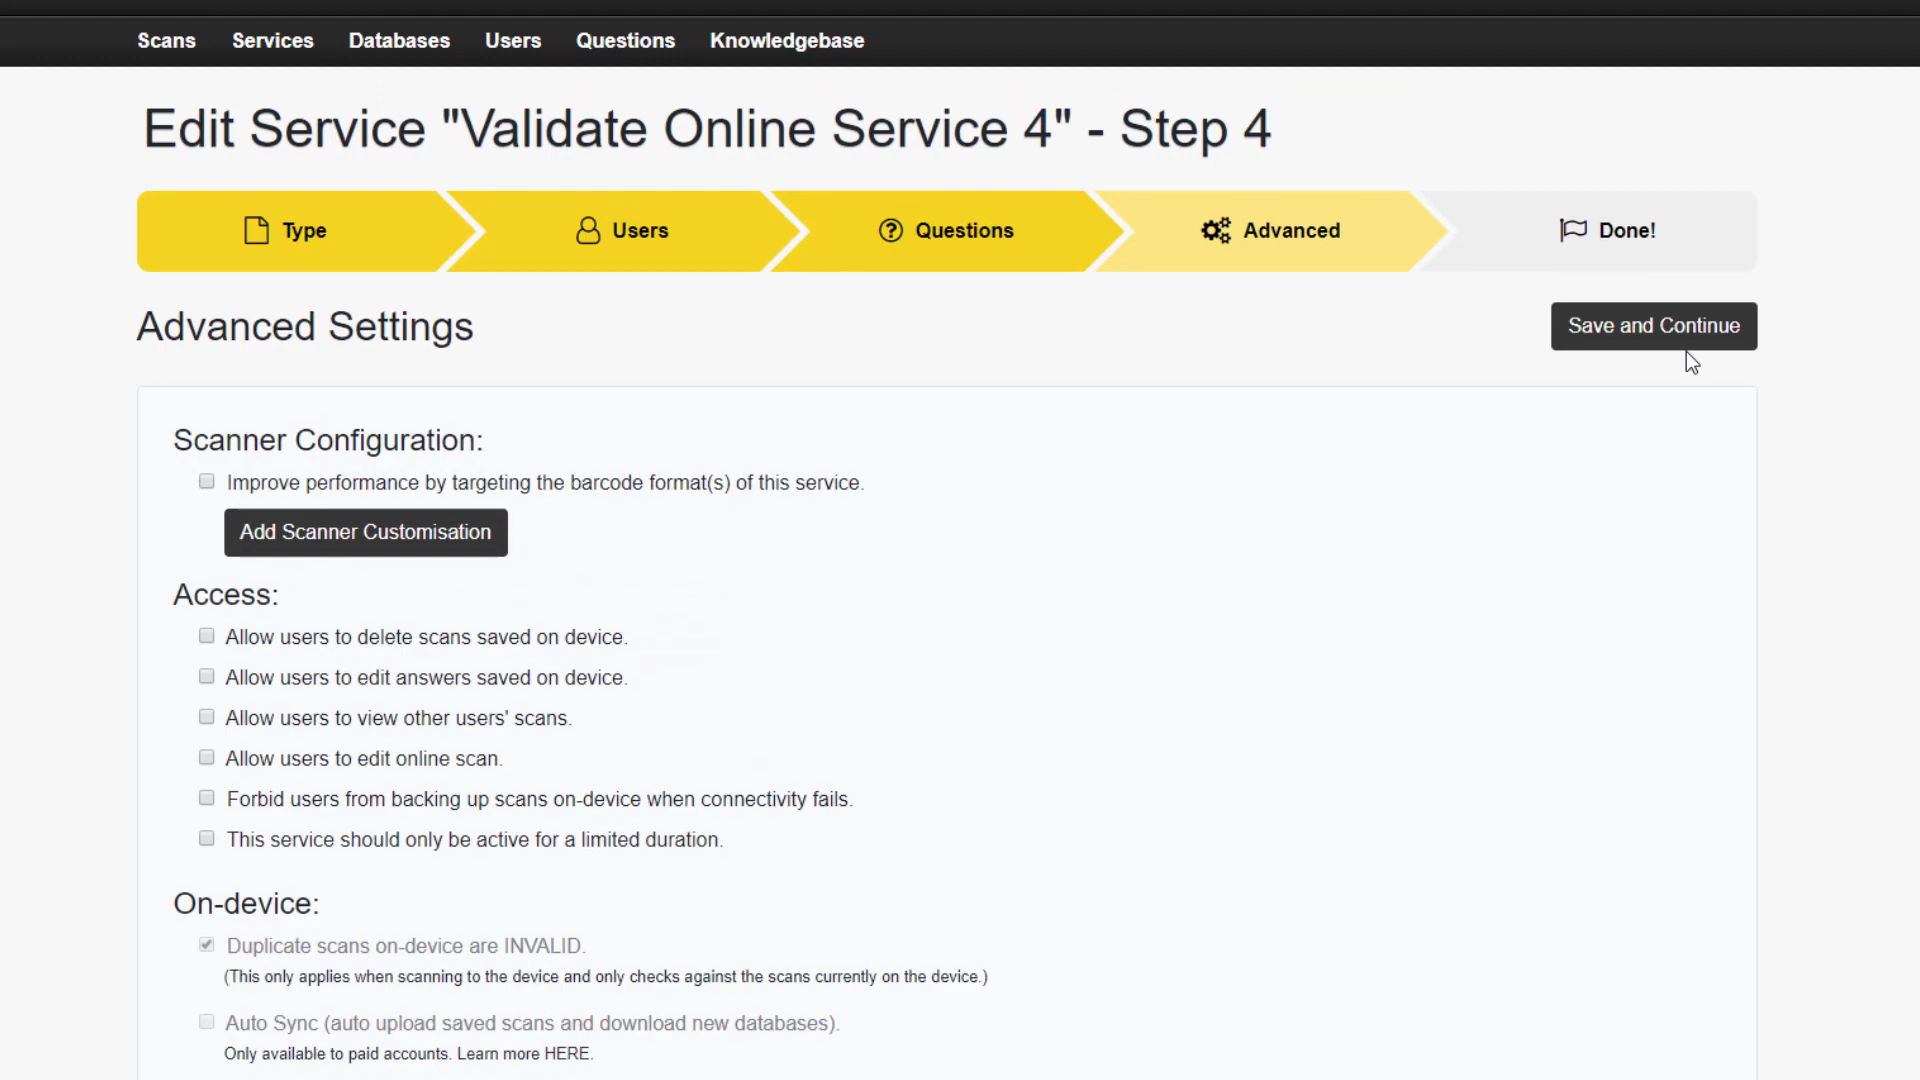 Scans Services Databases Users Questions Knowledgebase
Edit Service "Validate Online Service 4" - Step 4
Type Users Questions Advanced Done!
Advanced Settings
Save and Continue
Scanner Configuration:
Improve performance by targeting the barcode format(s) of this service.
Add Scanner Customisation
Access:
Allow users to delete scans saved on device.
Allow users to edit answers saved on device.
Allow users to view other users' scans.
Allow users to edit online scan.
Forbid users from backing up scans on-device when connectivity fails.
This service should only be active for a limited duration.
On-device:
Duplicate scans on-device are INVALID.
(This only applies when scanning to the device and only checks against the scans currently on the device.)
Auto Sync (auto upload saved scans and download new databases).
Only available to paid accounts. Learn more HERE.